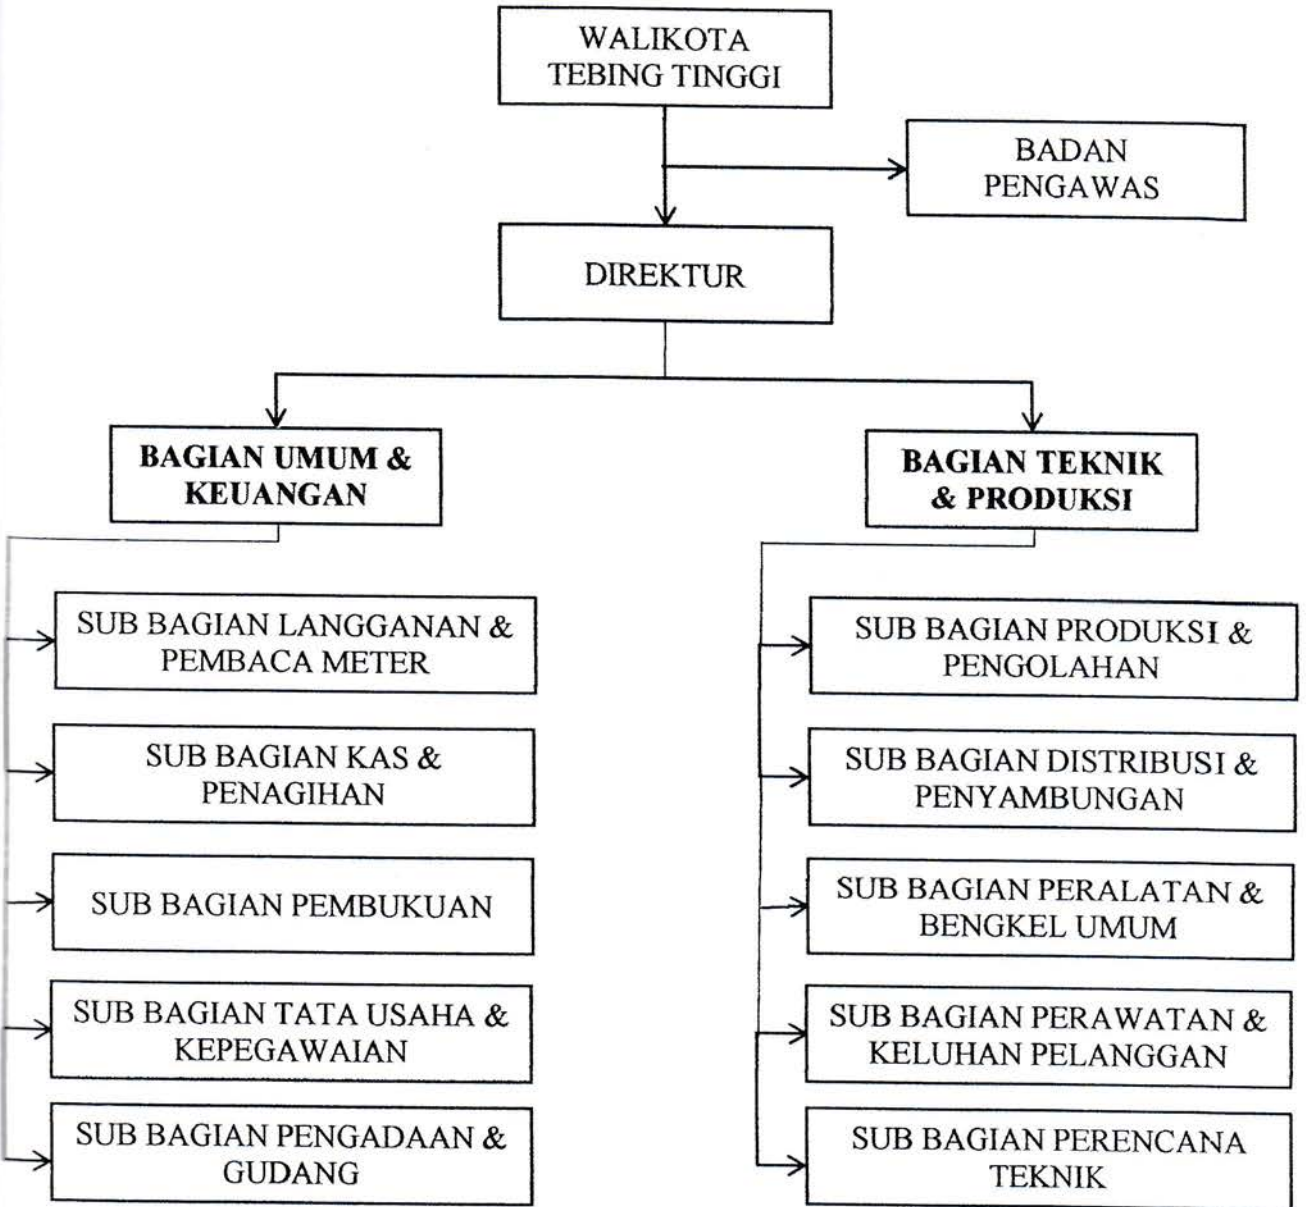 WALIKOTA
TEBING TINGGI
BADAN
PENGAWAS
DIREKTUR
BAGIAN UMUM &
KEUANGAN
BAGIAN TEKNIK
& PRODUKSI
SUB BAGIAN LANGGANAN &
PEMBACA METER
SUB BAGIAN KAS &
PENAGIHAN
SUB BAGIAN PEMBUKUAN
SUB BAGIAN TATA USAHA &
KEPEGAWAIAN
SUB BAGIAN PENGADAAN &
GUDANG
SUB BAGIAN PRODUKSI &
PENGOLAHAN
SUB BAGIAN DISTRIBUSI &
PENYAMBUNGAN
SUB BAGIAN PERALATAN &
BENGKEL UMUM
SUB BAGIAN PERAWATAN &
KELUHAN PELANGGAN
SUB BAGIAN PERENCANA
TEKNIK